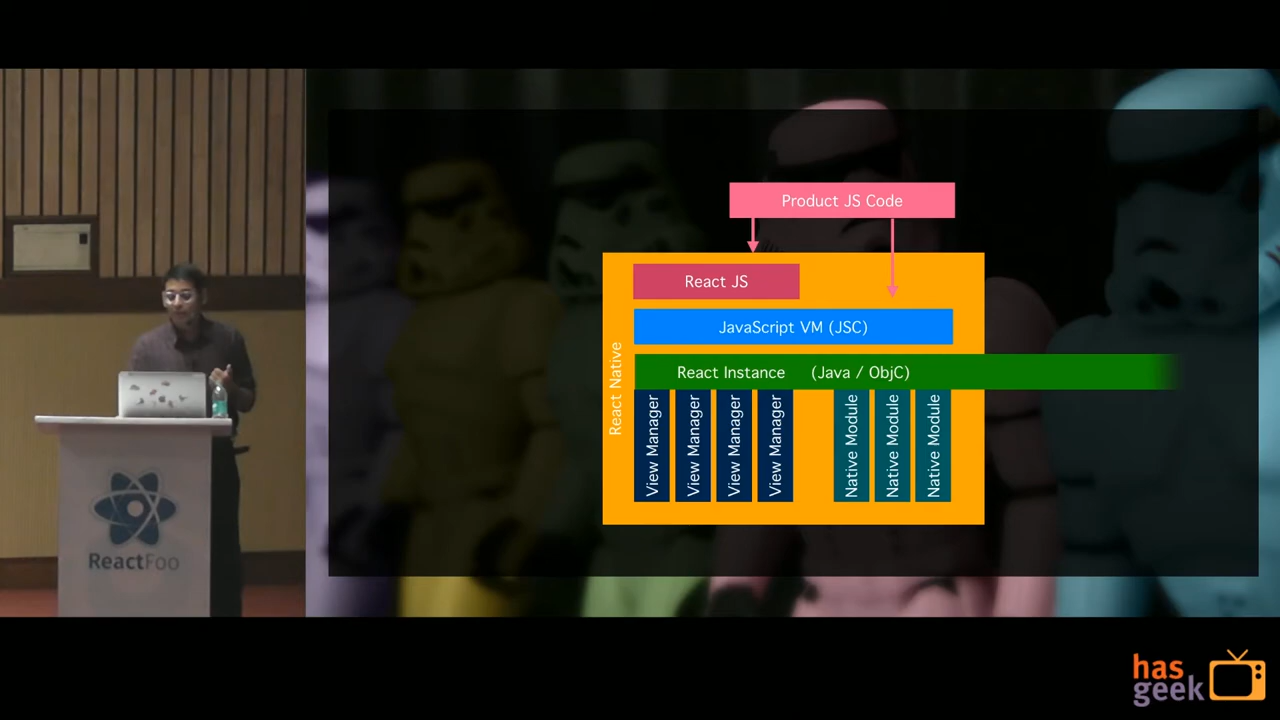 Product JS Code
React JS
JavaScript VM (JSC)
React Instance (Java / ObjC)
React Native
View Manager
View Manager
View Manager
View Manager
Native Module
Native Module
Native Module
ReactFoo
has
geek